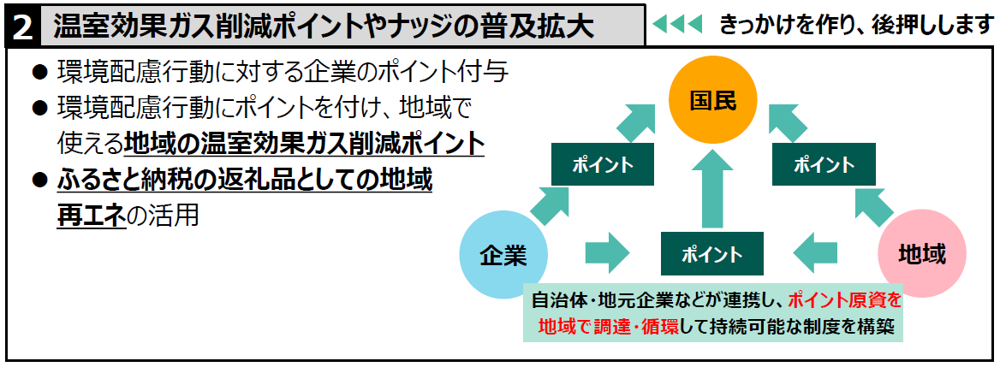 2 温室効果ガス削減ポイントやナッジの普及拡大
きっかけを作り、後押しします
● 環境配慮行動に対する企業のポイント付与
● 環境配慮行動にポイントを付け、地域で
使える地域の温室効果ガス削減ポイント
● ふるさと納税の返礼品としての地域
再エネの活用
国民
ポイント
ポイント
企業
ポイント
地域
自治体・地元企業などが連携し、ポイント原資を
地域で調達・循環して持続可能な制度を構築